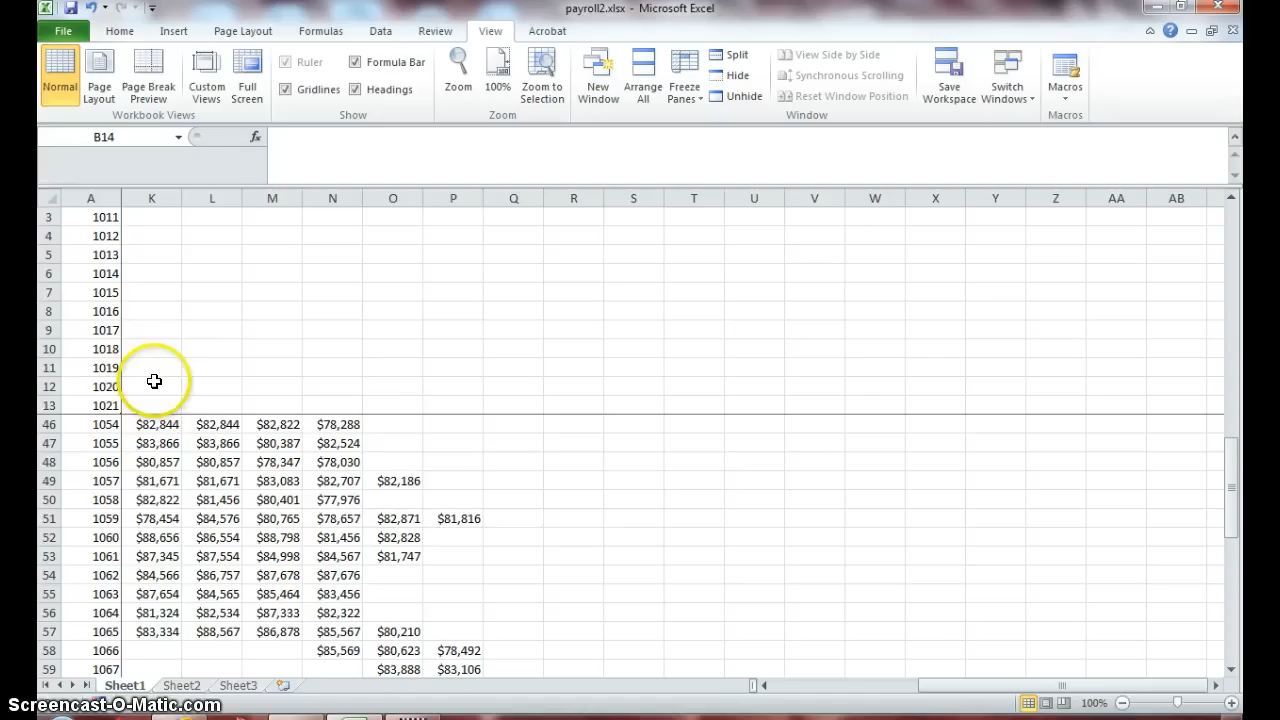 payroll2.xlsx - Microsoft Excel
File Home Insert Page Layout Formulas Data Review View Acrobat
Normal Page Layout Page Break Preview Custom Views Full Screen
Workbook Views
Ruler Formula Bar
Gridlines Headings
Show
Zoom 100% Zoom to Selection
Zoom
New Window Arrange All Freeze Panes
Split
Hide
Unhide
View Side by Side
Synchronous Scrolling
Reset Window Position
Save Workspace Switch Windows
Window
Macros
Macros
B14 fx
A K L M N O P Q R S T U V W X Y Z AA AB
3 1011
4 1012
5 1013
6 1014
7 1015
8 1016
9 1017
10 1018
11 1019
12 1020
13 1021
46 1054 $82,844 $82,844 $82,822 $78,288
47 1055 $83,866 $83,866 $80,387 $82,524
48 1056 $80,857 $80,857 $78,347 $78,030
49 1057 $81,671 $81,671 $83,083 $82,707 $82,186
50 1058 $82,822 $81,456 $80,401 $77,976
51 1059 $78,454 $84,576 $80,765 $78,657 $82,871 $81,816
52 1060 $88,656 $86,554 $88,798 $81,456 $82,828
53 1061 $87,345 $87,554 $84,998 $84,567 $81,747
54 1062 $84,566 $86,757 $87,678 $87,676
55 1063 $87,654 $84,565 $85,464 $83,456
56 1064 $81,324 $82,534 $87,333 $82,322
57 1065 $83,334 $88,567 $86,878 $85,567 $80,210
58 1066 $85,569 $80,623 $78,492
59 1067 $83,888 $83,106
Sheet1 Sheet2 Sheet3
100%
Screencast-O-Matic.com